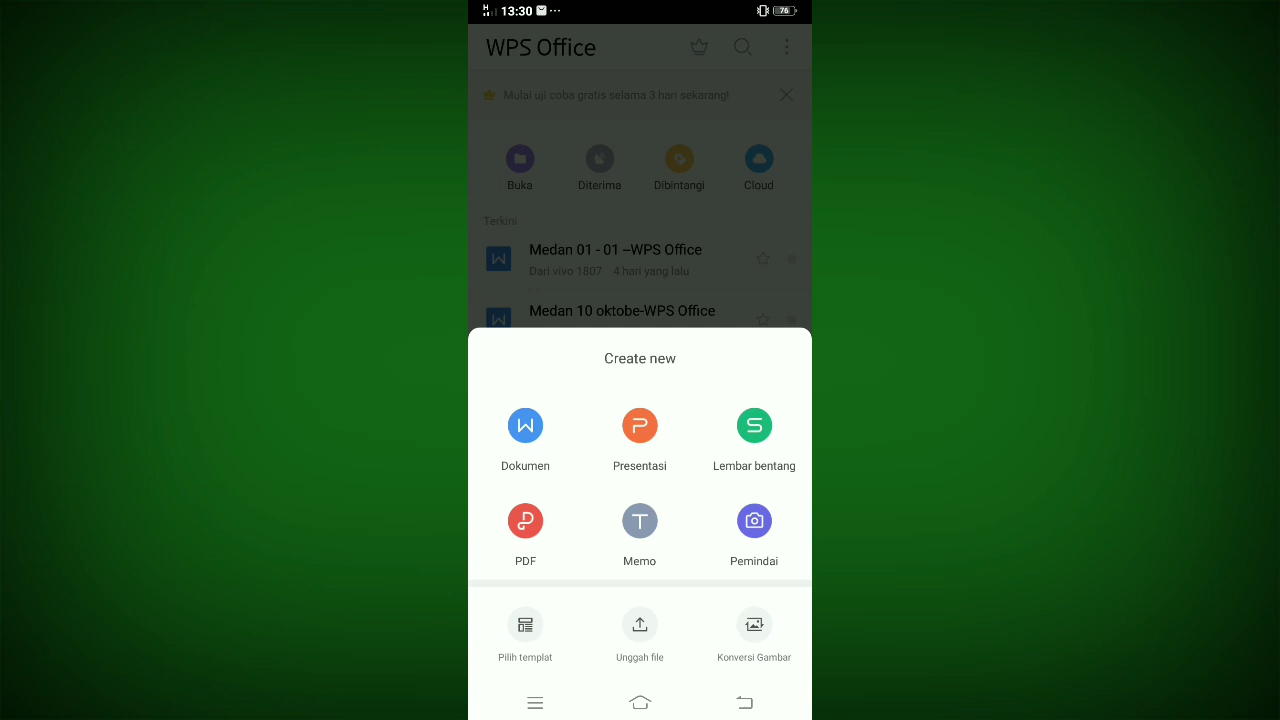 H 13:30 ... 76
WPS Office
Mulai uji coba gratis selama 3 hari sekarang!
Buka Diterima Dibintangi Cloud
Terkini
Medan 01 - 01 –WPS Office
Dari vivo 1807 4 hari yang lalu
Medan 10 oktobe-WPS Office
Create new
Dokumen Presentasi Lembar bentang
PDF Memo Pemindai
Pilih templat Unggah file Konversi Gambar